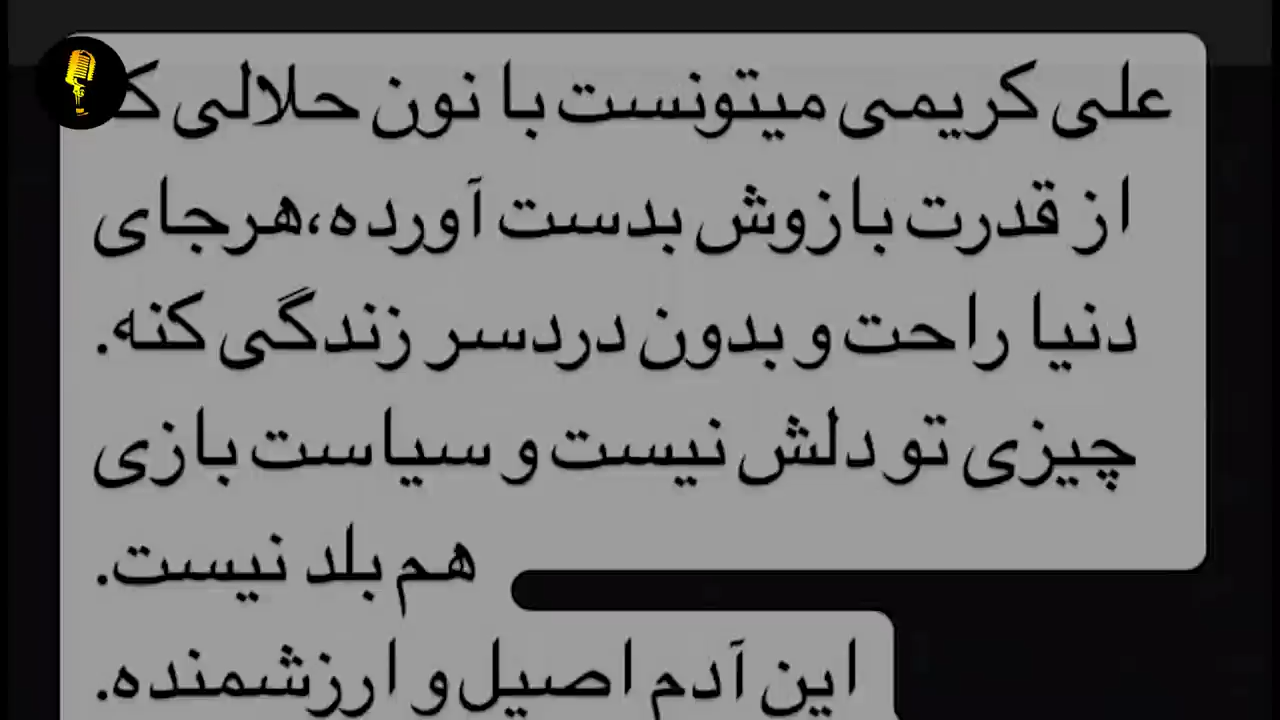 علی کریمی میتونست با نون حلالی
از قدرت بازوش بدست آورده،هرجای
دنیا راحت و بدون دردسر زندگی کنه.
چیزی تو دلش نیست و سیاست بازی
هم بلد نیست.
این آدم اصیل و ارزشمنده.